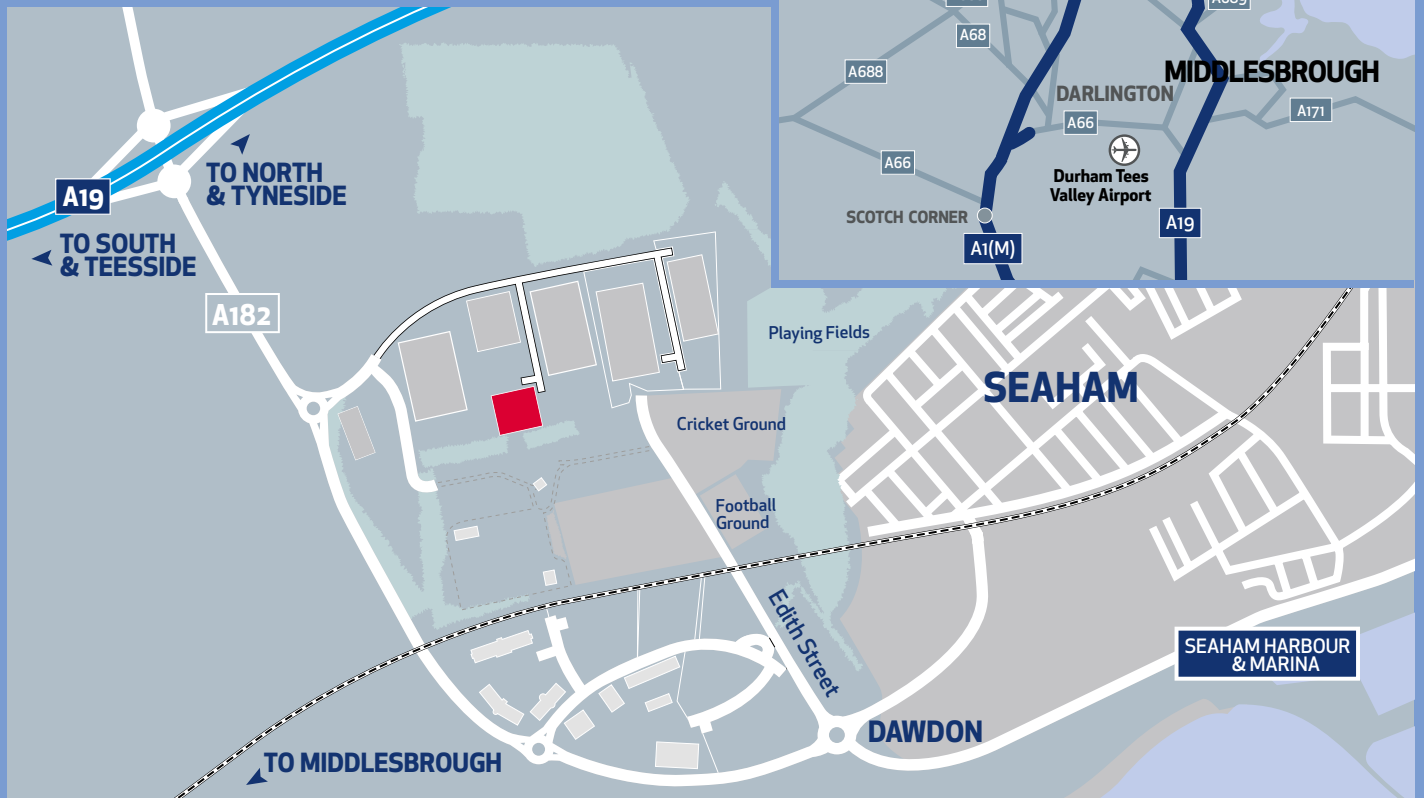 A68
A688
MIDDLESBROUGH
DARLINGTON
A66
A171
A66
Durham Tees
Valley Airport
SCOTCH CORNER
A19
A1(M)
TO NORTH
& TYNESIDE
A19
TO SOUTH
& TEESSIDE
A182
Playing Fields
SEAHAM
Cricket Ground
Football
Ground
Edith Street
SEAHAM HARBOUR
& MARINA
DAWDON
TO MIDDLESBROUGH